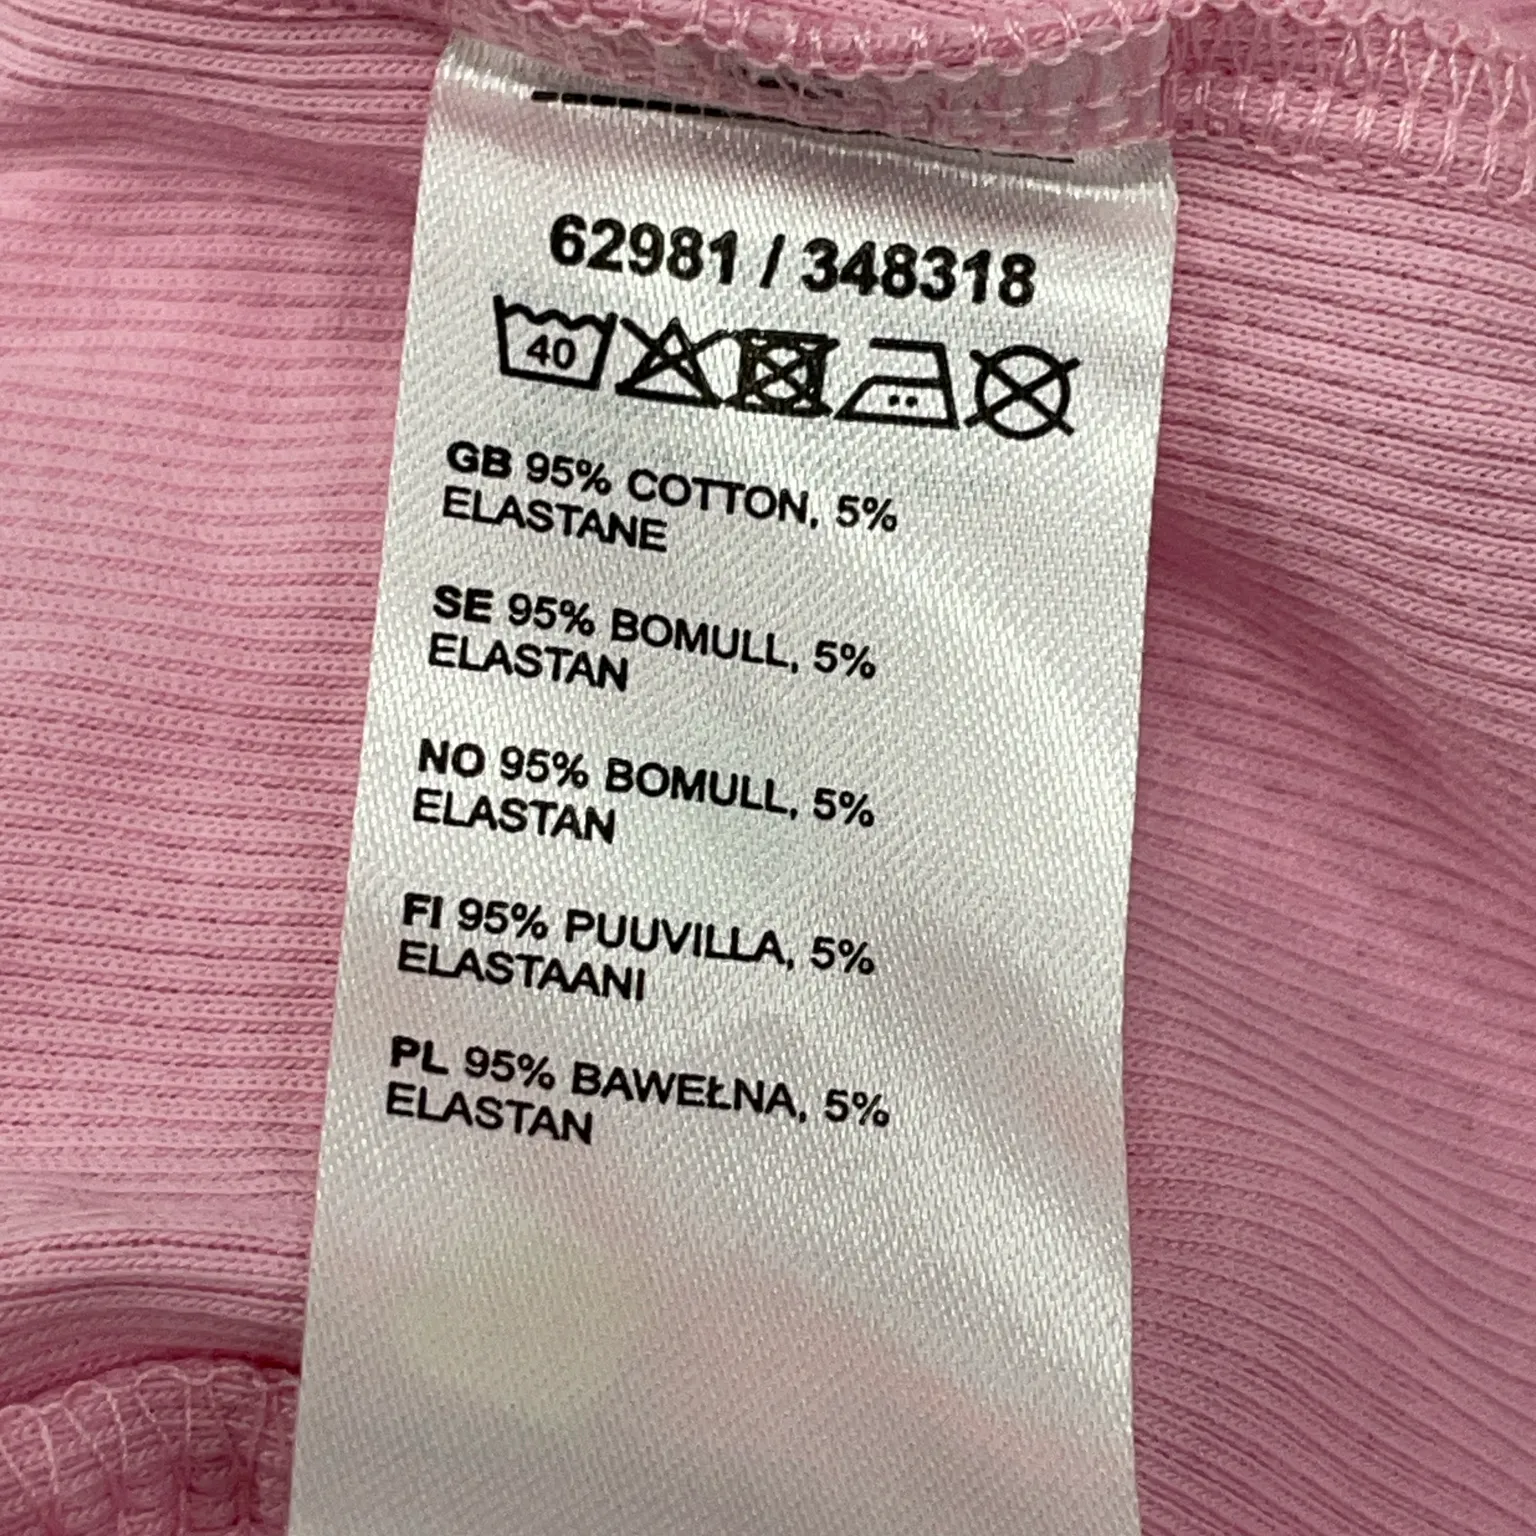 62981 / 348318
40
GB 95% COTTON, 5%
ELASTANE
SE 95% BOMULL, 5%
ELASTAN
NO 95% BOMULL, 5%
ELASTAN
FI 95% PUUVILLA, 5%
ELASTAANI
PL 95% BAWEŁNA, 5%
ELASTAN